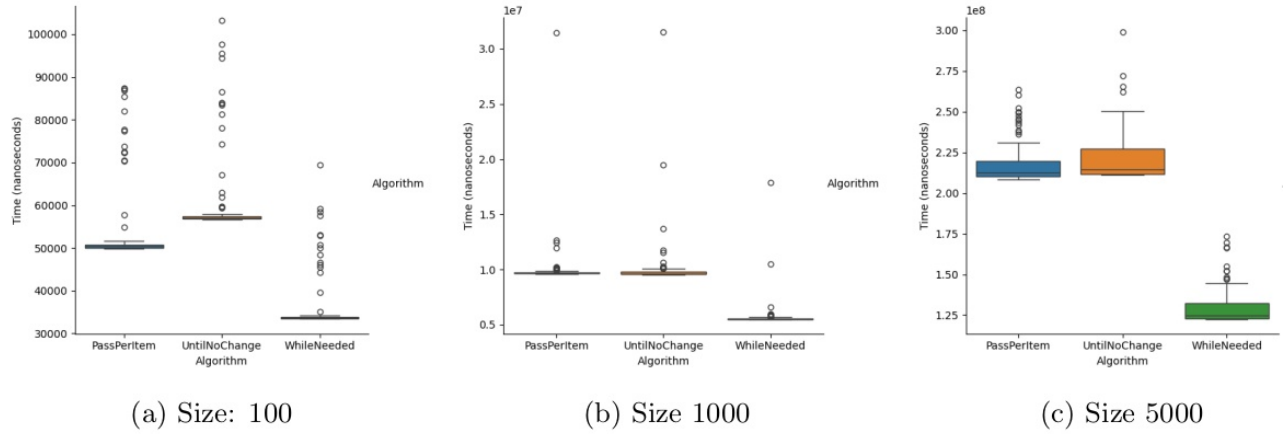 1e7
1e8
100000
90000
80000
70000
60000
50000
40000
30000
Time (nanoseconds)
PassPerItem UntilNoChange WhileNeeded
Algorithm
Algorithm
3.0
2.5
2.0
1.5
1.0
0.5
Time (nanoseconds)
PassPerItem UntilNoChange WhileNeeded
Algorithm
Algorithm
3.00
2.75
2.50
2.25
2.00
1.75
1.50
1.25
Time (nanoseconds)
PassPerItem UntilNoChange WhileNeeded
Algorithm
(a) Size: 100
(b) Size 1000
(c) Size 5000